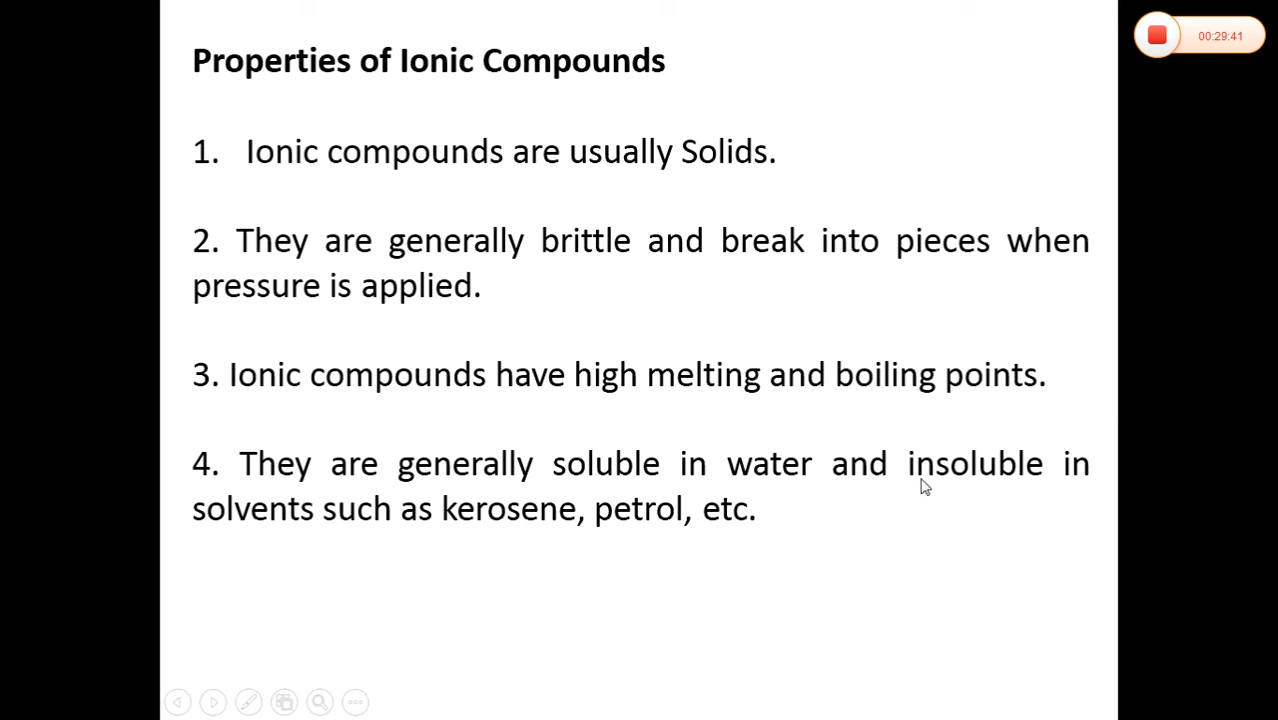 Properties of Ionic Compounds
00:29:41
1. Ionic compounds are usually Solids.
2. They are generally brittle and break into pieces when
pressure is applied.
3. Ionic compounds have high melting and boiling points.
4. They are generally soluble in water and insoluble in
solvents such as kerosene, petrol, etc.